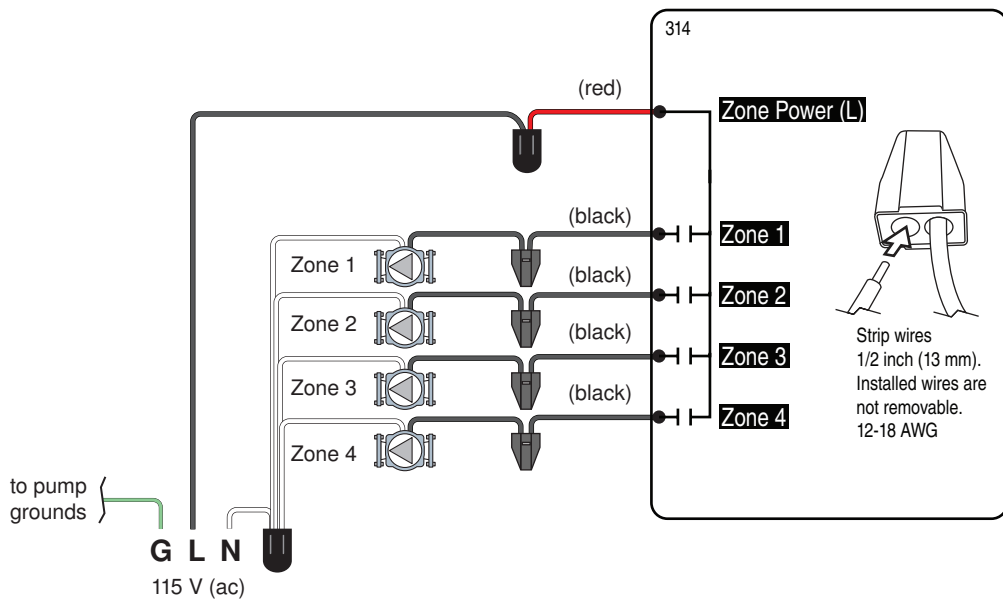 314
(red)
Zone Power (L)
(black)
Zone 1
Zone 1
(black)
Zone 2
Zone 2
(black)
Zone 3
Zone 3
(black)
Zone 4
Zone 4
Strip wires
1/2 inch (13 mm).
Installed wires are
not removable.
12-18 AWG
to pump
grounds
G L N
115 V (ac)